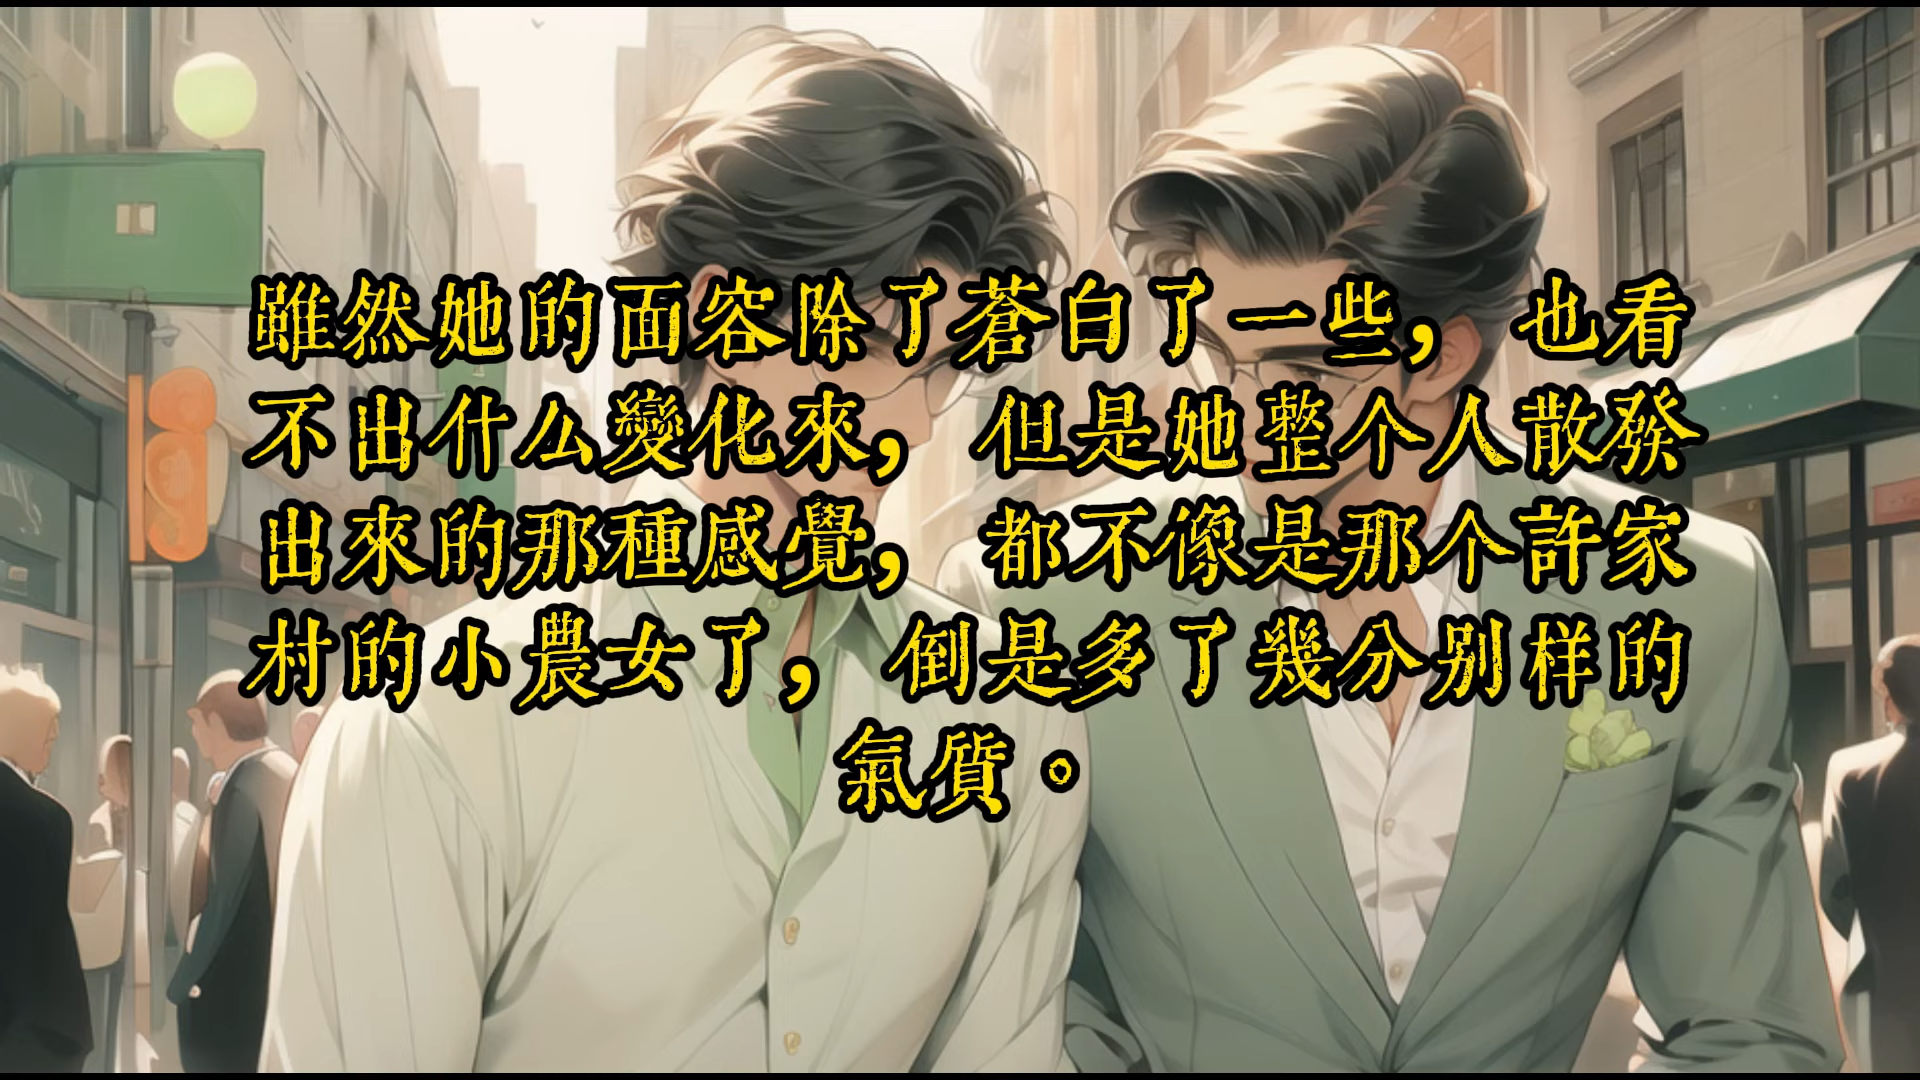 雖然她的面容除了蒼白了一些，也看
不出什么變化來，但是她整个人散發
出來的那種感覺，都不像是那个許家
村的小農女了，倒是多了幾分别样的
氣質。